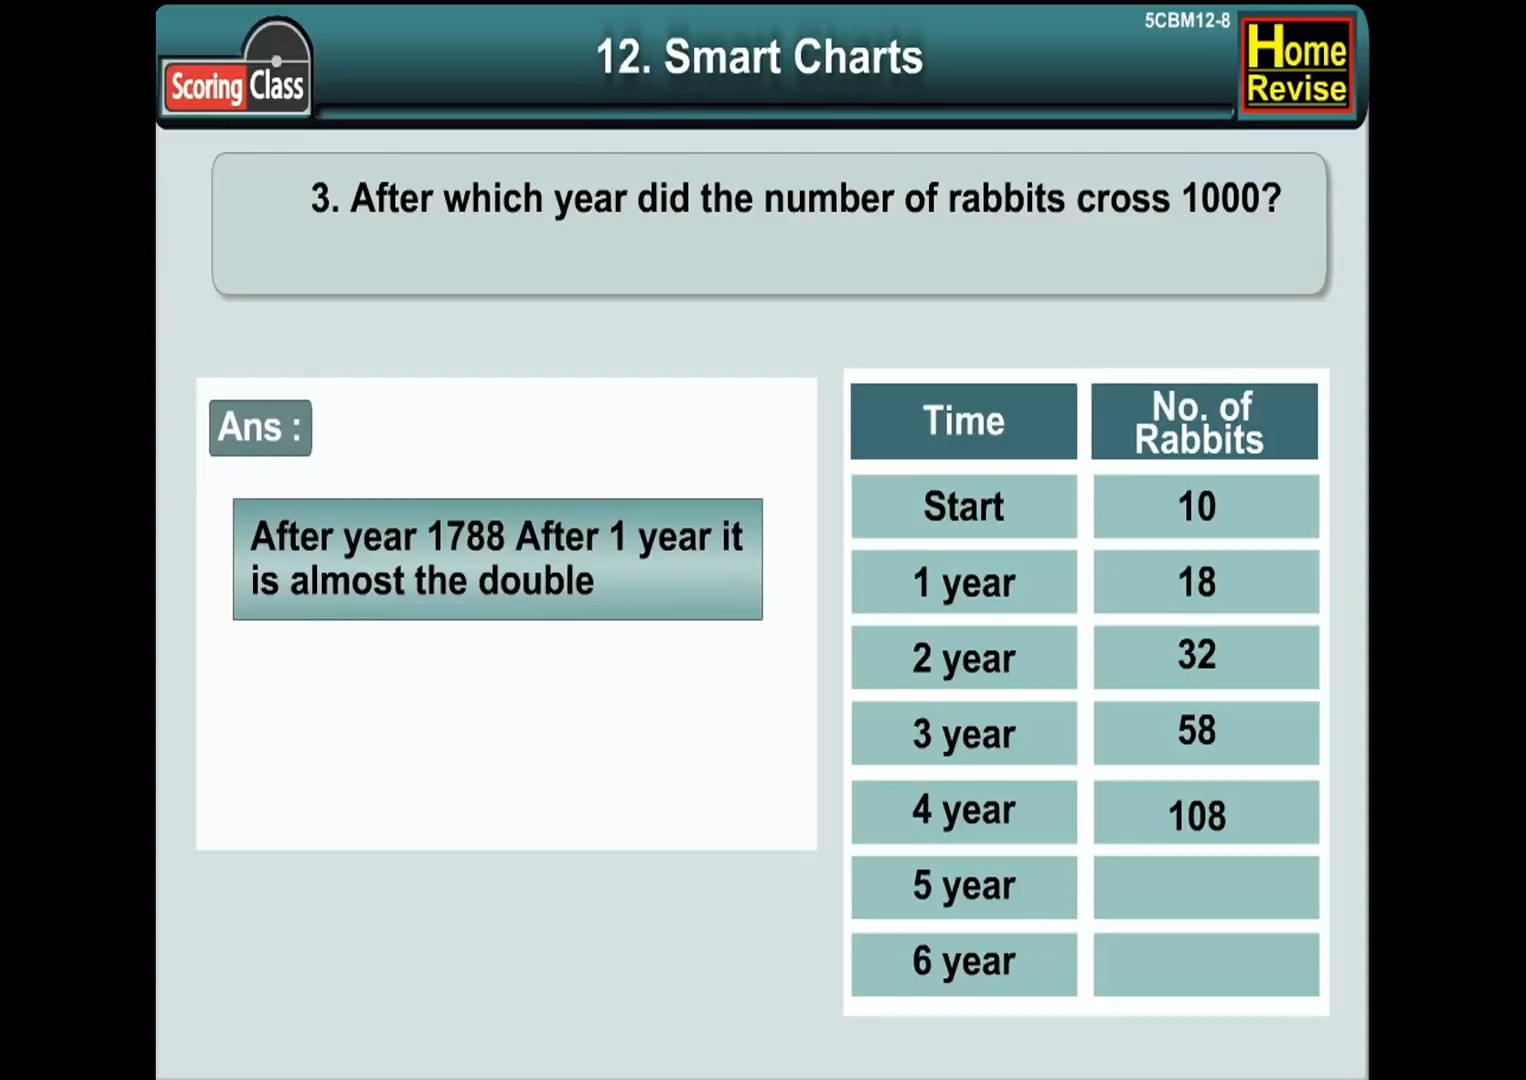 5CBM12-8
Scoring Class
12. Smart Charts
Home
Revise
3. After which year did the number of rabbits cross 1000?
Ans :
After year 1788 After 1 year it
is almost the double
Time No. of Rabbits
Start 10
1 year 18
2 year 32
3 year 58
4 year 108
5 year
6 year